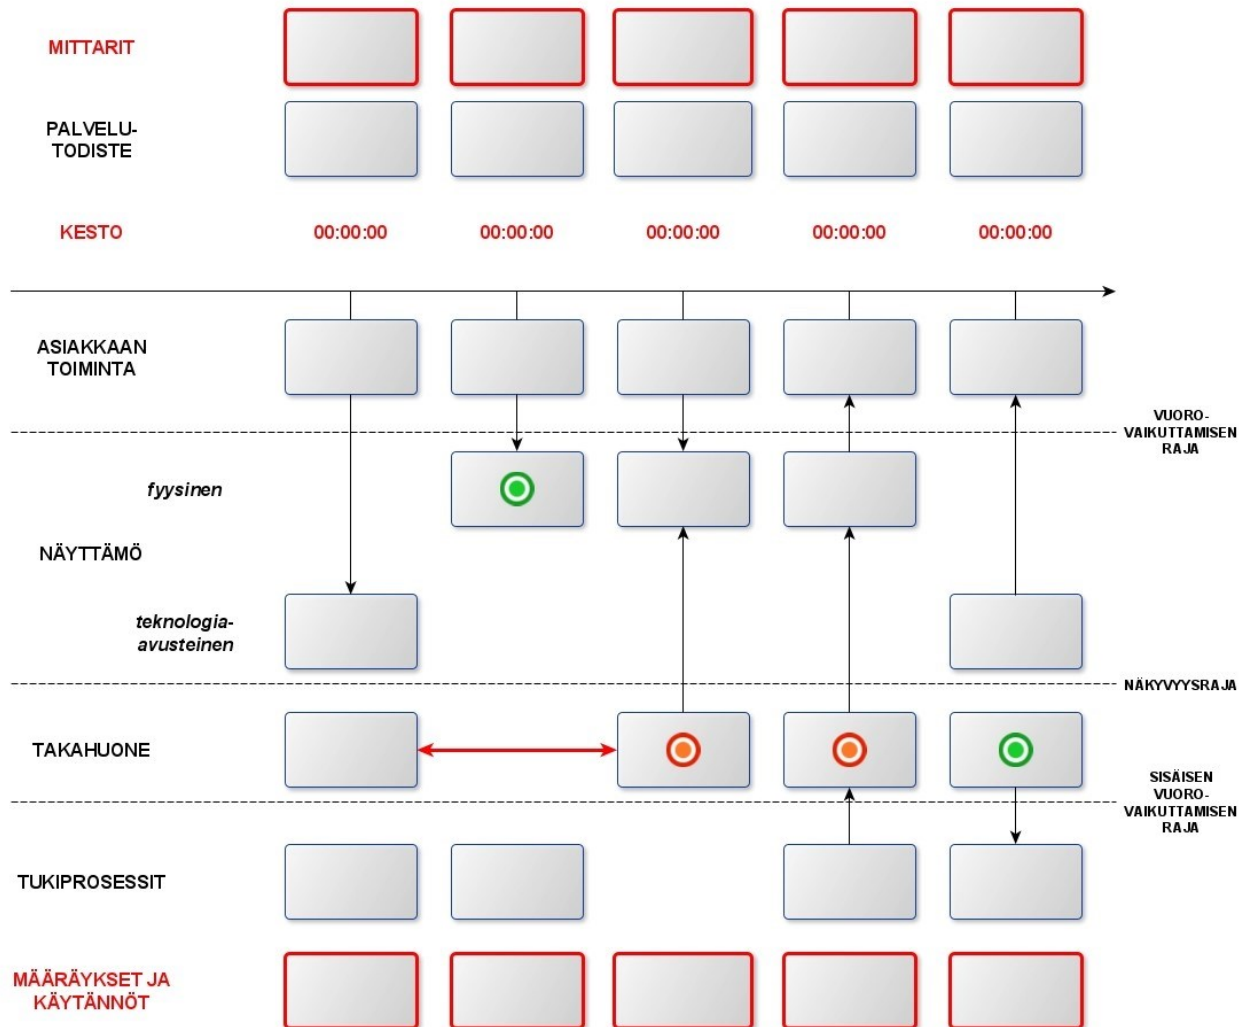 MITTARIT
PALVELU-
TODISTE
KESTO
00:00:00
00:00:00
00:00:00
00:00:00
00:00:00
ASIAKKAAN
TOIMINTA
VUORO-
VAIKUTTAMISEN
RAJA
fyysinen
NÄYTTÄMÖ
teknologia-
avusteinen
NÄKYVYYSRAJA
TAKAHUONE
SISÄISEN
VUORO-
VAIKUTTAMISEN
RAJA
TUKIPROSESSIT
MÄÄRÄYKSET JA
KÄYTÄNNÖT